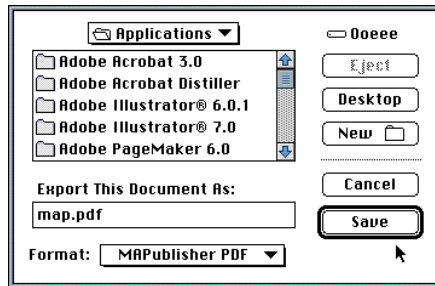 Applications
Ooeee
Adobe Acrobat 3.0
Adobe Acrobat Distiller
Adobe Illustrator® 6.0.1
Adobe Illustrator® 7.0
Adobe PageMaker 6.0
Eject
Desktop
New
Export This Document As:
map.pdf
Cancel
Save
Format: MAPublisher PDF